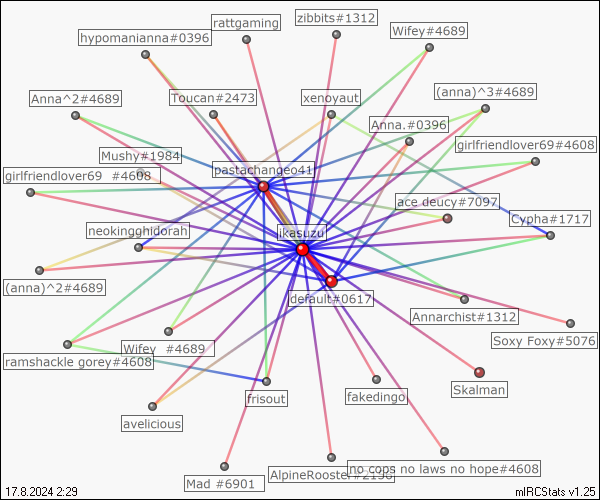 zibbits#1312
rattgaming
Wifey#4689
hypomanianna#0396
(anna)^3#4689
Anna^2#4689
Toucan#2473
xenoyaut
Anna.#0396
girlfriendlover69#4608
Mushy#1984
pastachangeo41
girlfriendlover69 #4608
ace deucy#7097
Cypha#1717
neokingghidorah
ikasuzu
(anna)^2#4689
default#0617
Annarchist#1312
Soxy Foxy#5076
Wifey #4689
ramshackle gorey#4608
Skalman
frisout
fakedingo
avelicious
no cops no laws no hope#4608
AlpineRooster#2196
Mad #6901
17.8.2024 2:29
mIRCStats v1.25